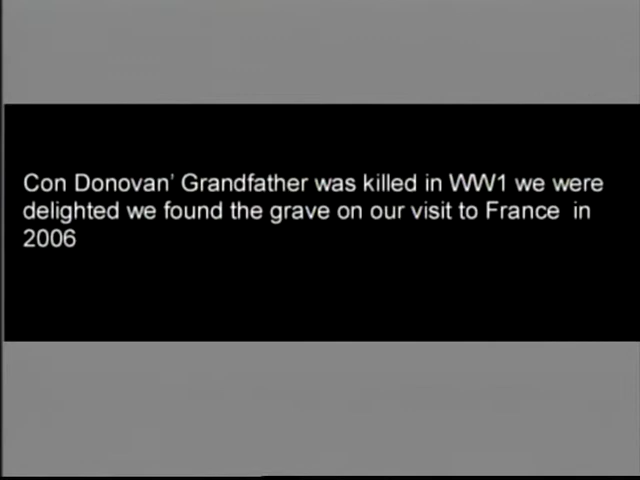 Con Donovan’ Grandfather was killed in WW1 we were
delighted we found the grave on our visit to France  in
2006